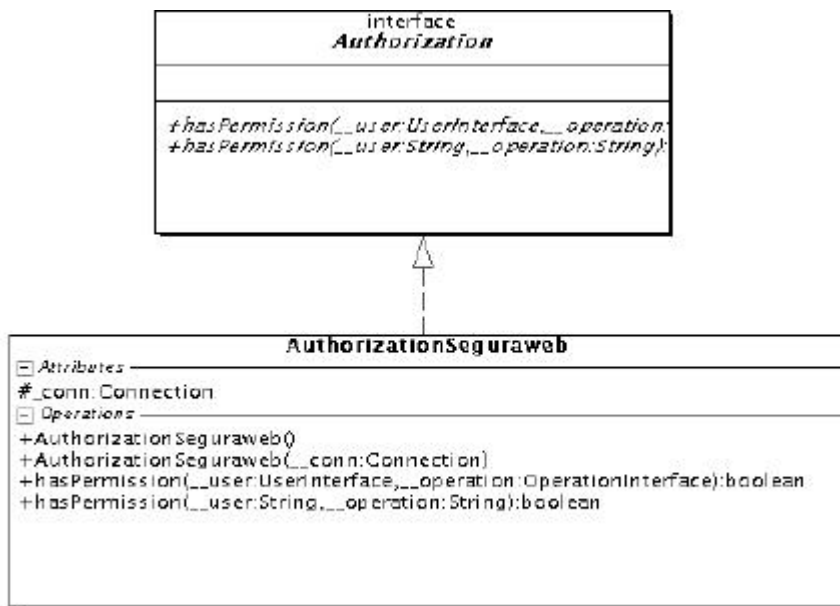 interface
Authorization
+hasPermission(__user:UserInterface,__operation:
+hasPermission(__user:String,__operation:String):
AuthorizationSeguraweb
Attributes
#_conn:Connection
Operations
+AuthorizationSeguraweb()
+AuthorizationSeguraweb(__conn:Connection)
+hasPermission(__user:UserInterface,__operation:OperationInterface):boolean
+hasPermission(__user:String,__operation:String):boolean